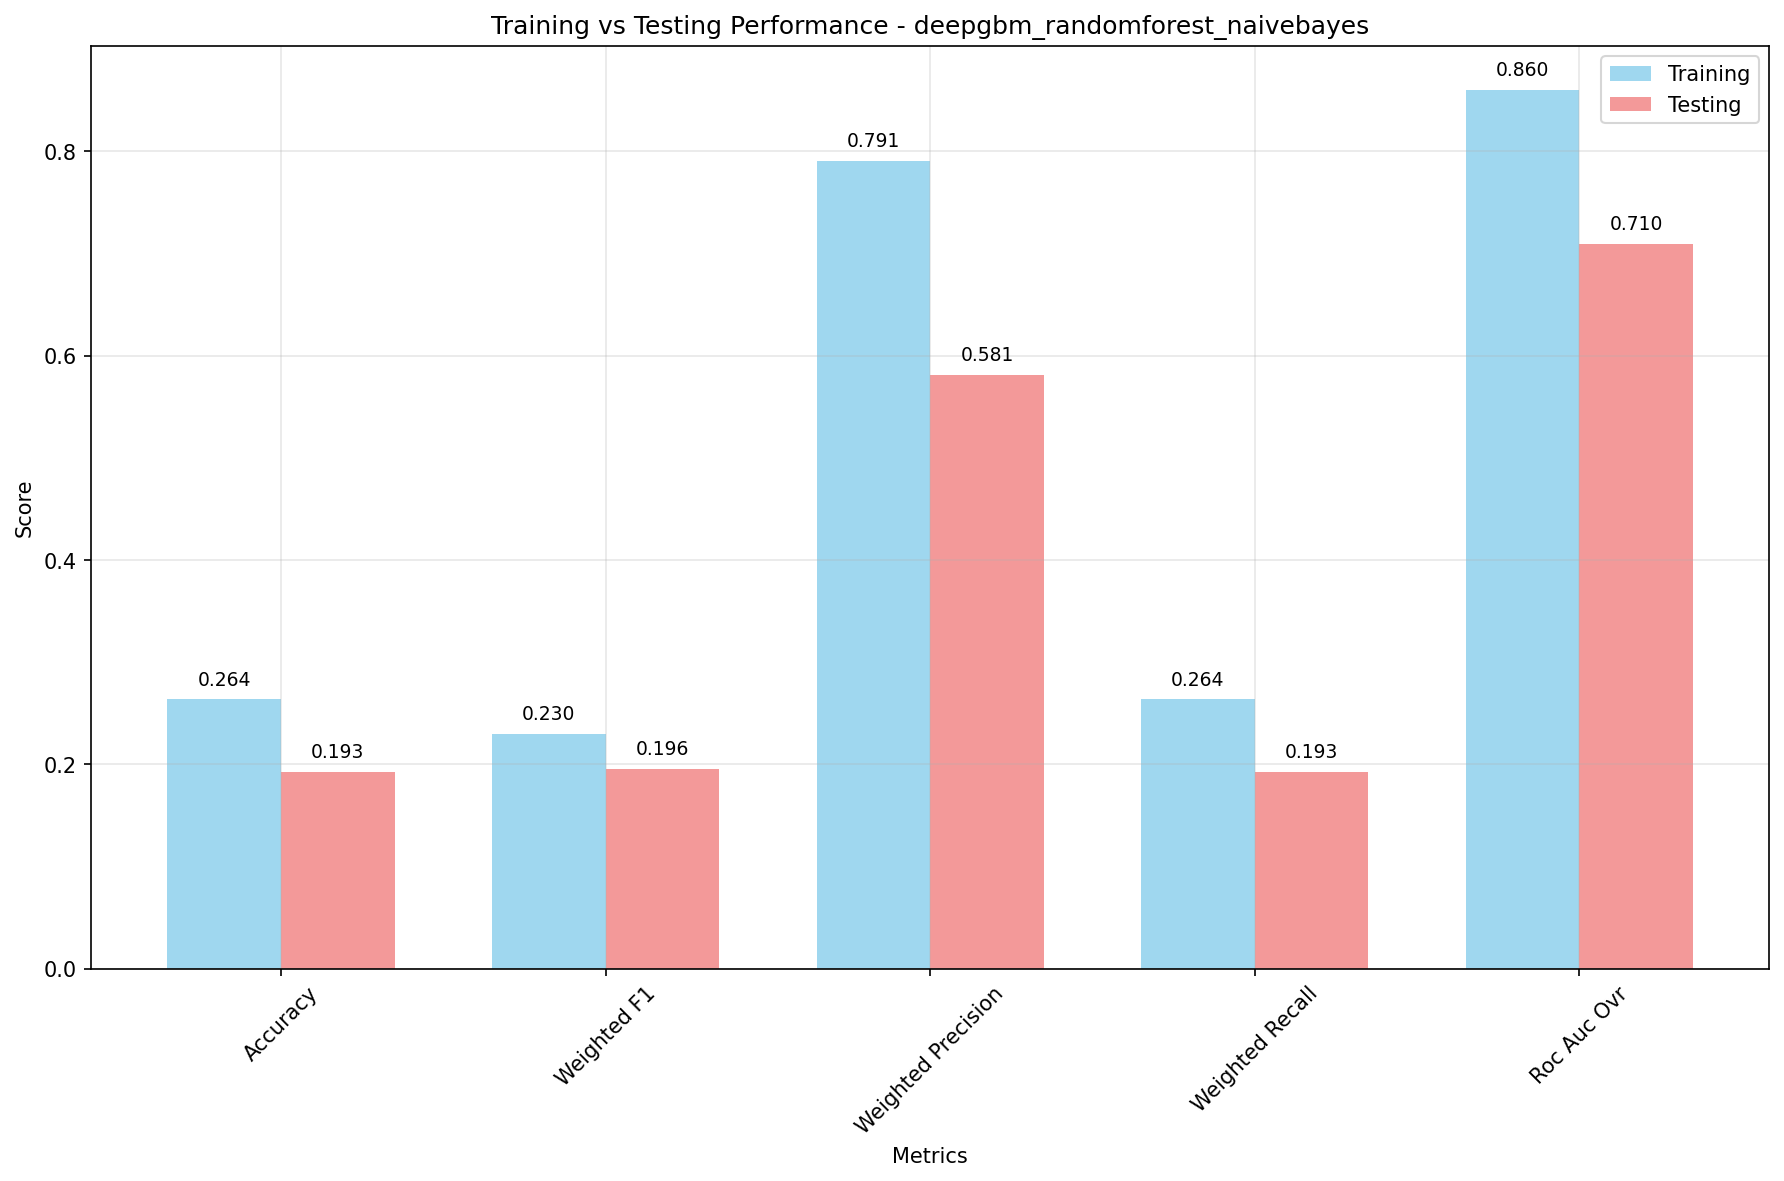 Training vs Testing Performance - deepgbm_randomforest_naivebayes
Training
Testing
Score
0.8
0.6
0.4
0.2
0.0
0.264
0.193
0.230
0.196
0.791
0.581
0.264
0.193
0.860
0.710
Accuracy
Weighted F1
Weighted Precision
Weighted Recall
Roc Auc Ovr
Metrics